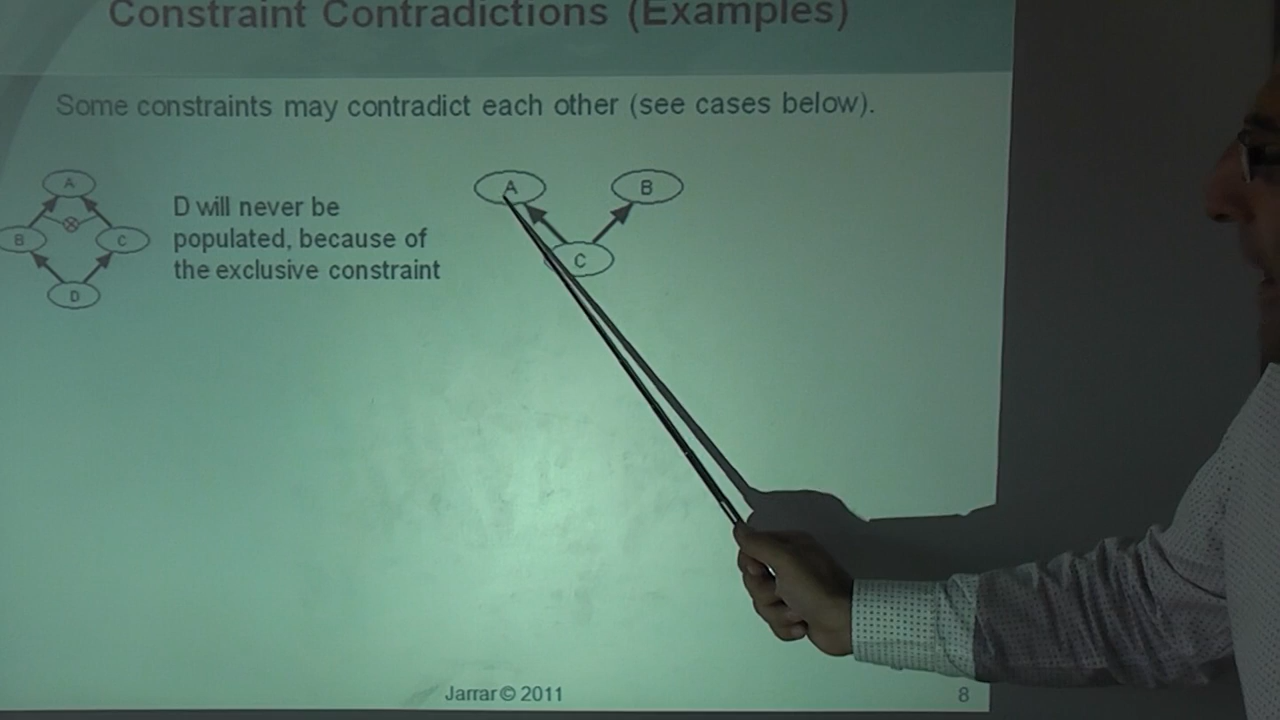 Constraint Contradictions (Examples)
Some constraints may contradict each other (see cases below).
A
B
C
D
D will never be
populated, because of
the exclusive constraint
A
B
C
Jarrar © 2011
8